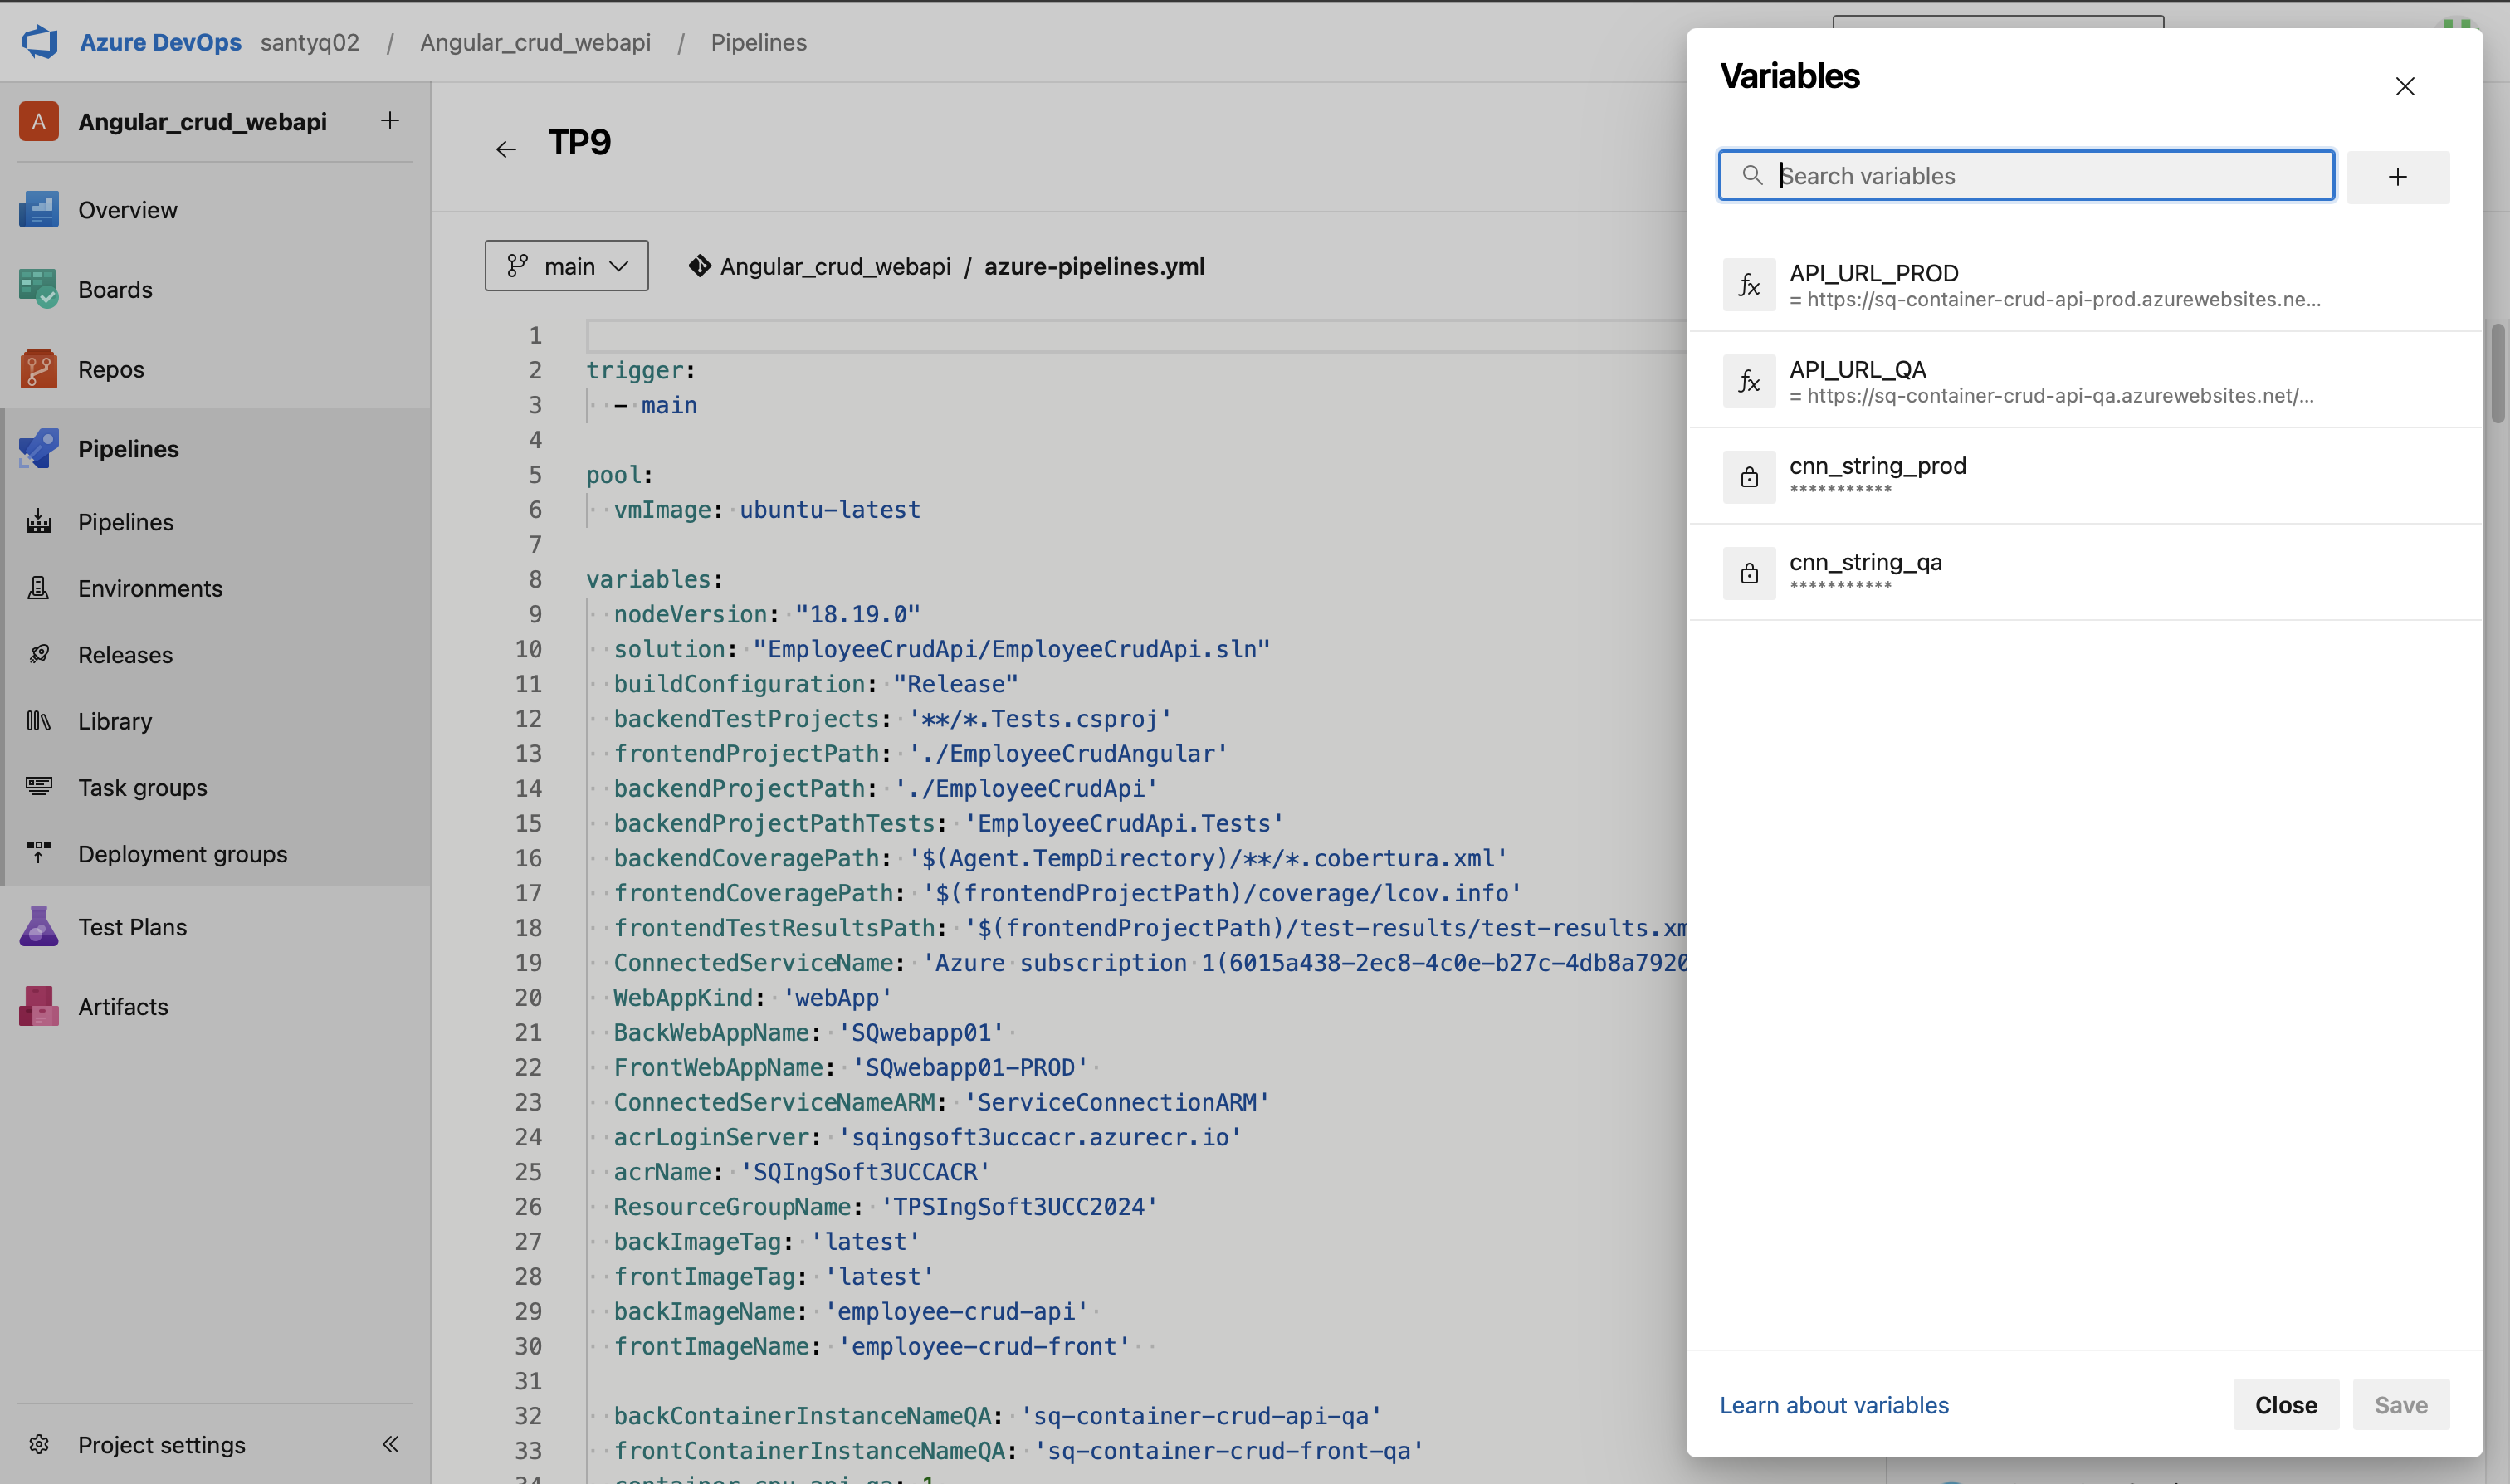 Azure DevOps santyq02 / Angular_crud_webapi / Pipelines
A Angular_crud_webapi +
Overview
Boards
Repos
Pipelines
Pipelines
Environments
Releases
Library
Task groups
Deployment groups
Test Plans
Artifacts
Project settings
TP9
main
Angular_crud_webapi / azure-pipelines.yml
1
2 trigger:
3 - main
4
5 pool:
6 vmImage: ubuntu-latest
7
8 variables:
9 nodeVersion: "18.19.0"
10 solution: "EmployeeCrudApi/EmployeeCrudApi.sln"
11 buildConfiguration: "Release"
12 backendTestProjects: '**/*.Tests.csproj'
13 frontendProjectPath: './EmployeeCrudAngular'
14 backendProjectPath: './EmployeeCrudApi'
15 backendProjectPathTests: 'EmployeeCrudApi.Tests'
16 backendCoveragePath: '$(Agent.TempDirectory)/**/*.cobertura.xml'
17 frontendCoveragePath: '$(frontendProjectPath)/coverage/lcov.info'
18 frontendTestResultsPath: '$(frontendProjectPath)/test-results/test-results.xm
19 ConnectedServiceName: 'Azure subscription 1(6015a438-2ec8-4c0e-b27c-4db8a7920
20 WebAppKind: 'webApp'
21 BackWebAppName: 'SQwebapp01'
22 FrontWebAppName: 'SQwebapp01-PROD'
23 ConnectedServiceNameARM: 'ServiceConnectionARM'
24 acrLoginServer: 'sqingsoft3uccacr.azurecr.io'
25 acrName: 'SQIngSoft3UCCACR'
26 ResourceGroupName: 'TPSIngSoft3UCC2024'
27 backImageTag: 'latest'
28 frontImageTag: 'latest'
29 backImageName: 'employee-crud-api'
30 frontImageName: 'employee-crud-front'
31
32 backContainerInstanceNameQA: 'sq-container-crud-api-qa'
33 frontContainerInstanceNameQA: 'sq-container-crud-front-qa'
34 container-cpu-api-qa: 1
Variables
Search variables
+
fx API_URL_PROD
= https://sq-container-crud-api-prod.azurewebsites.ne...
fx API_URL_QA
= https://sq-container-crud-api-qa.azurewebsites.net/...
cnn_string_prod
***********
cnn_string_qa
***********
Learn about variables
Close
Save